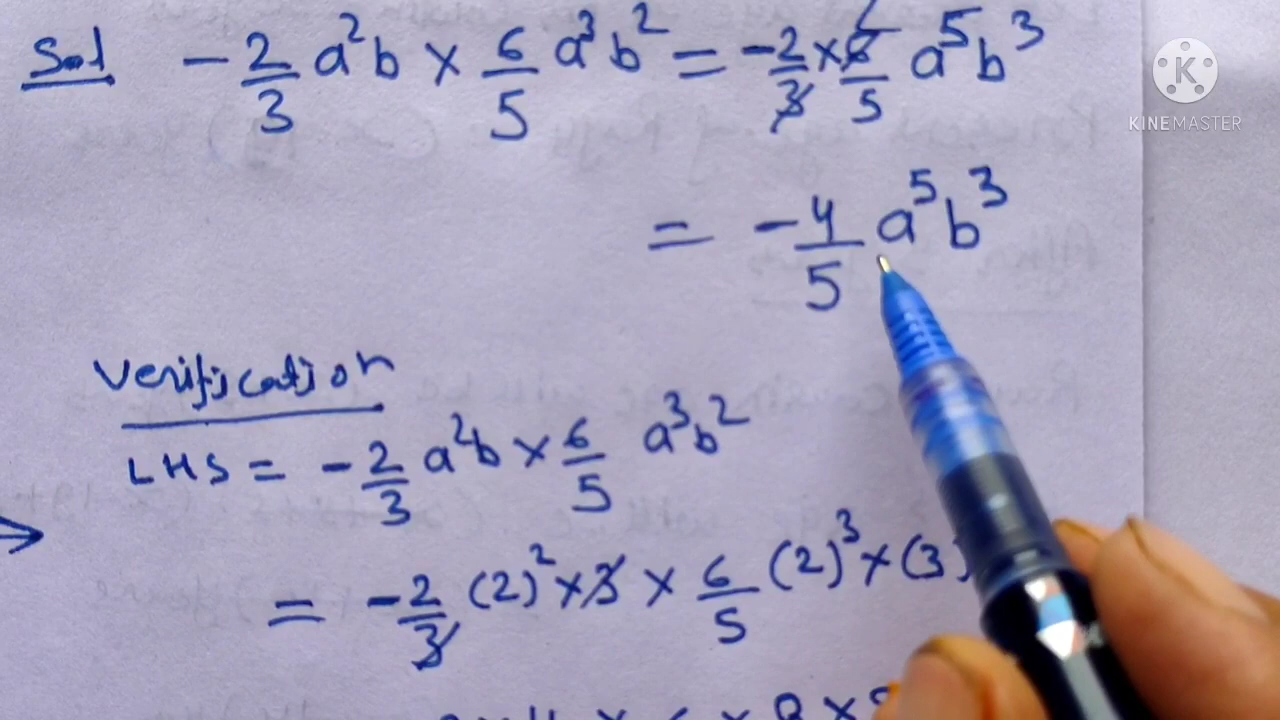 Sol -2/3 a²b × 6/5 a³b² = -2/3 × 6/5 a⁵b³
= -4/5 a⁵b³
Verification
LHS = -2/3 a²b × 6/5 a³b²
= -2/3 (2)² × 3 × 6/5 (2)³ × (3)
K
KINEMASTER